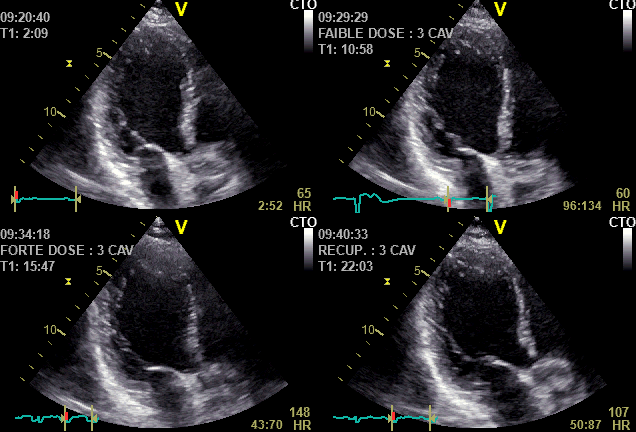 CTO
V
09:20:40
T1: 2:09
5
10
65
2:52 HR
CTO
V
09:29:29
FAIBLE DOSE : 3 CAV
T1: 10:58
5
10
60
96:134 HR
CTO
V
09:34:18
FORTE DOSE : 3 CAV
T1: 15:47
5
10
148
43:70 HR
CTO
V
09:40:33
RECUP. : 3 CAV
T1: 22:03
5
10
107
50:87 HR